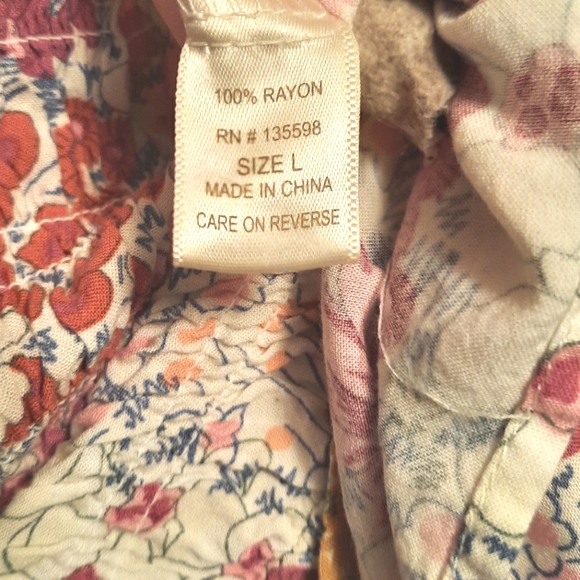 100% RAYON
RN # 135598
SIZE L
MADE IN CHINA
CARE ON REVERSE